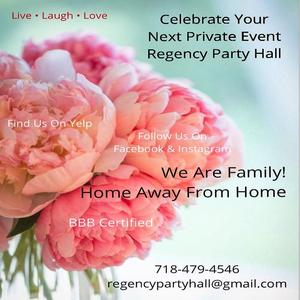 Live • Laugh • Love
Celebrate Your
Next Private Event
Regency Party Hall
Find Us On Yelp
Follow Us On
Facebook & Instagram
We Are Family!
Home Away From Home
BBB Certified
718-479-4546
regencypartyhall@gmail.com